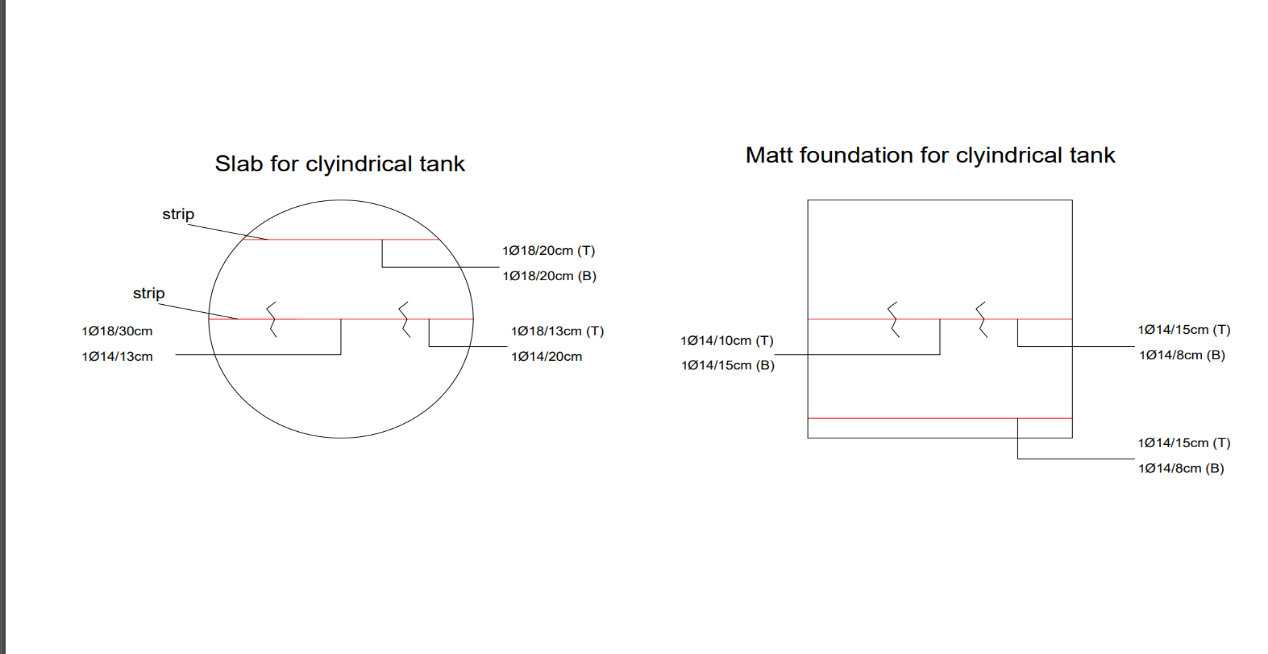 Slab for clyindrical tank
strip
1Ø18/20cm (T)
1Ø18/20cm (B)
strip
1Ø18/30cm
1Ø14/13cm
1Ø18/13cm (T)
1Ø14/20cm
Matt foundation for clyindrical tank
1Ø14/10cm (T)
1Ø14/15cm (B)
1Ø14/15cm (T)
1Ø14/8cm (B)
1Ø14/15cm (T)
1Ø14/8cm (B)